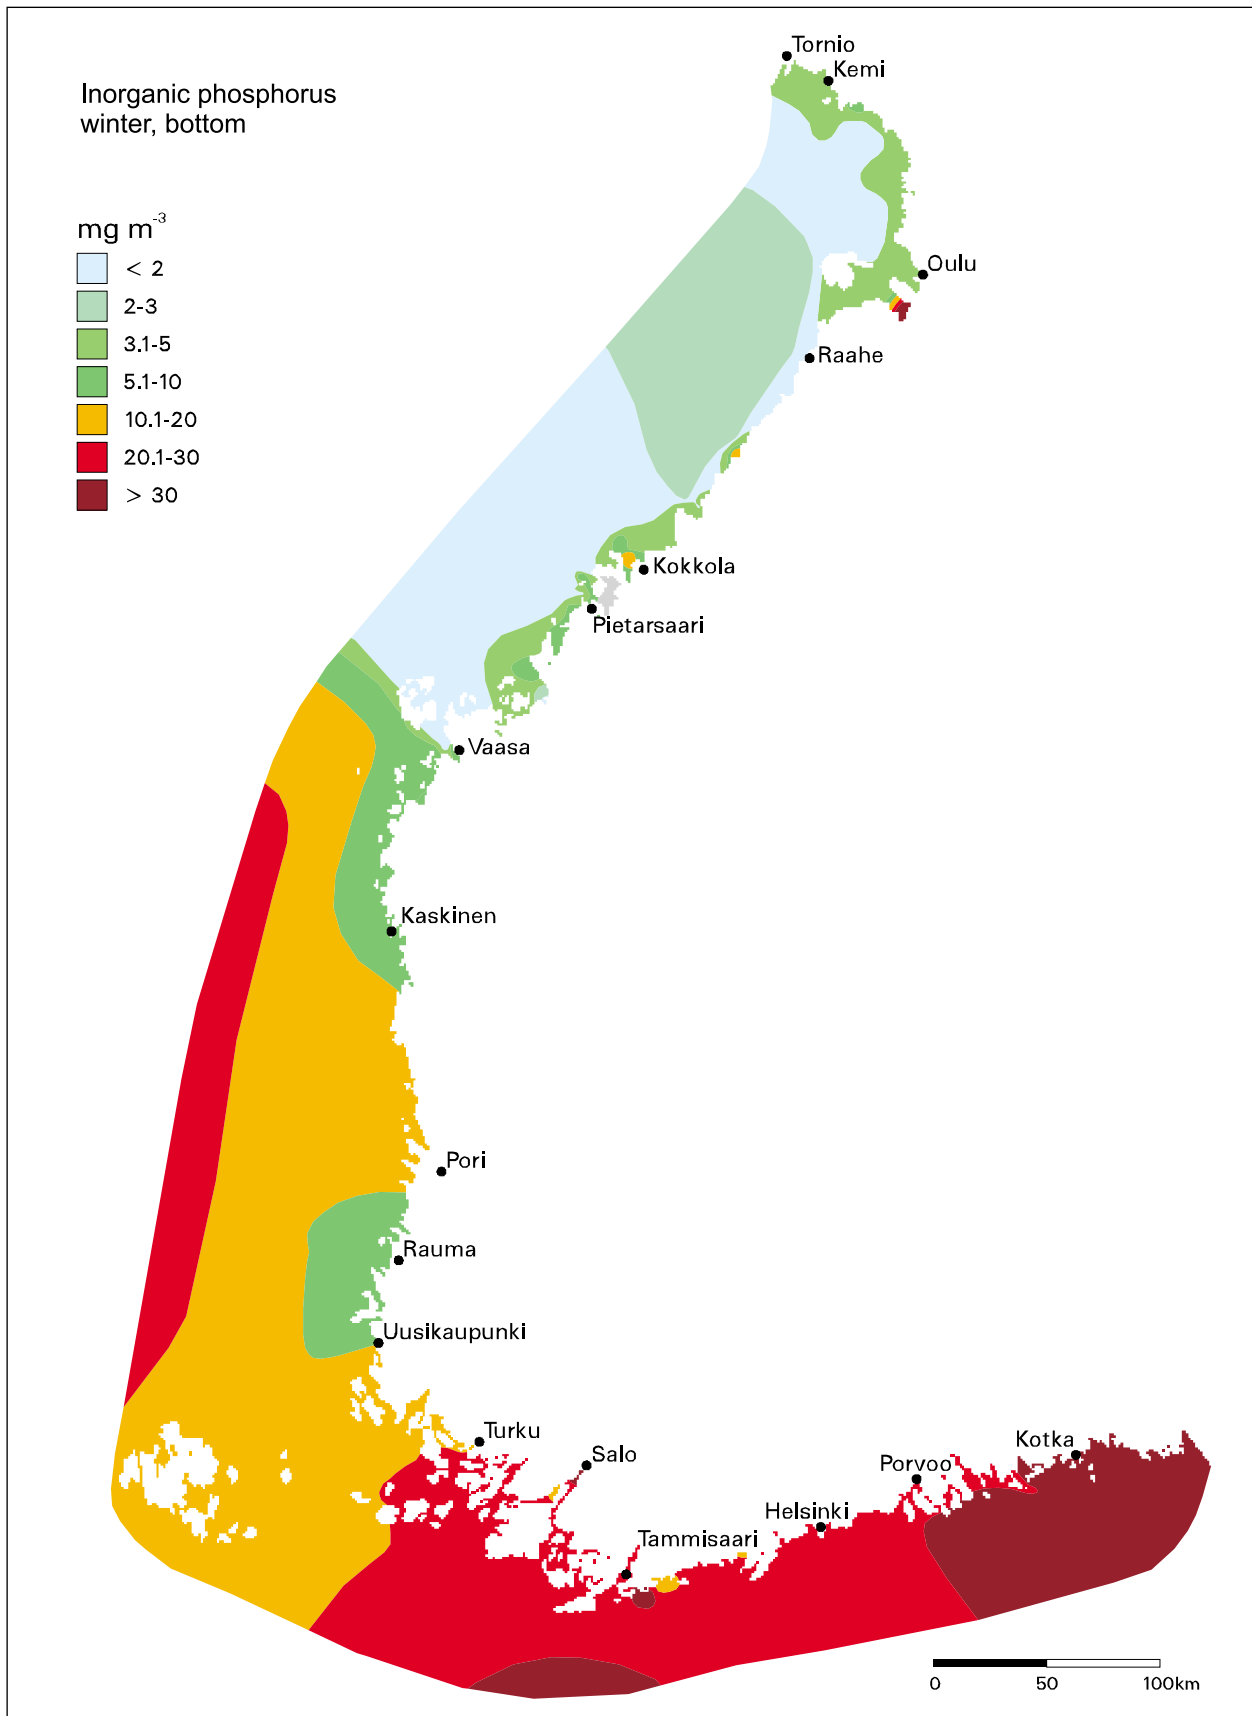 Inorganic phosphorus
winter, bottom
mg m⁻³
< 2
2-3
3.1-5
5.1-10
10.1-20
20.1-30
> 30
Tornio
Kemi
Oulu
Raahe
Kokkola
Pietarsaari
Vaasa
Kaskinen
Pori
Rauma
Uusikaupunki
Turku
Salo
Kotka
Porvoo
Helsinki
Tammisaari
0 50 100km